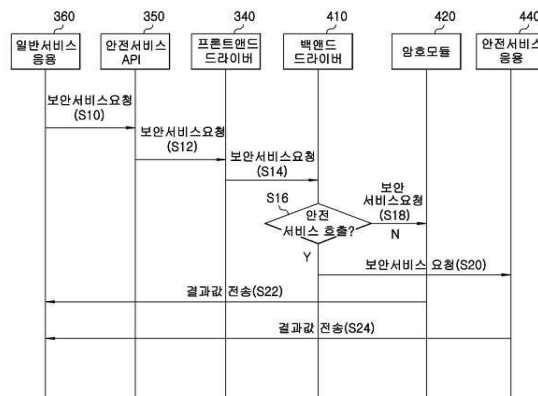 360
350
340
410
420
440
일반서비스
응용
안전서비스
API
프론트앤드
드라이버
백앤드
드라이버
암호모듈
안전서비스
응용
보안서비스요청
(S10)
보안서비스요청
(S12)
보안서비스요청
(S14)
S16
안전
서비스 호출?
보안
서비스요청
(S18)
N
Y
보안서비스 요청(S20)
결과값 전송(S22)
결과값 전송(S24)